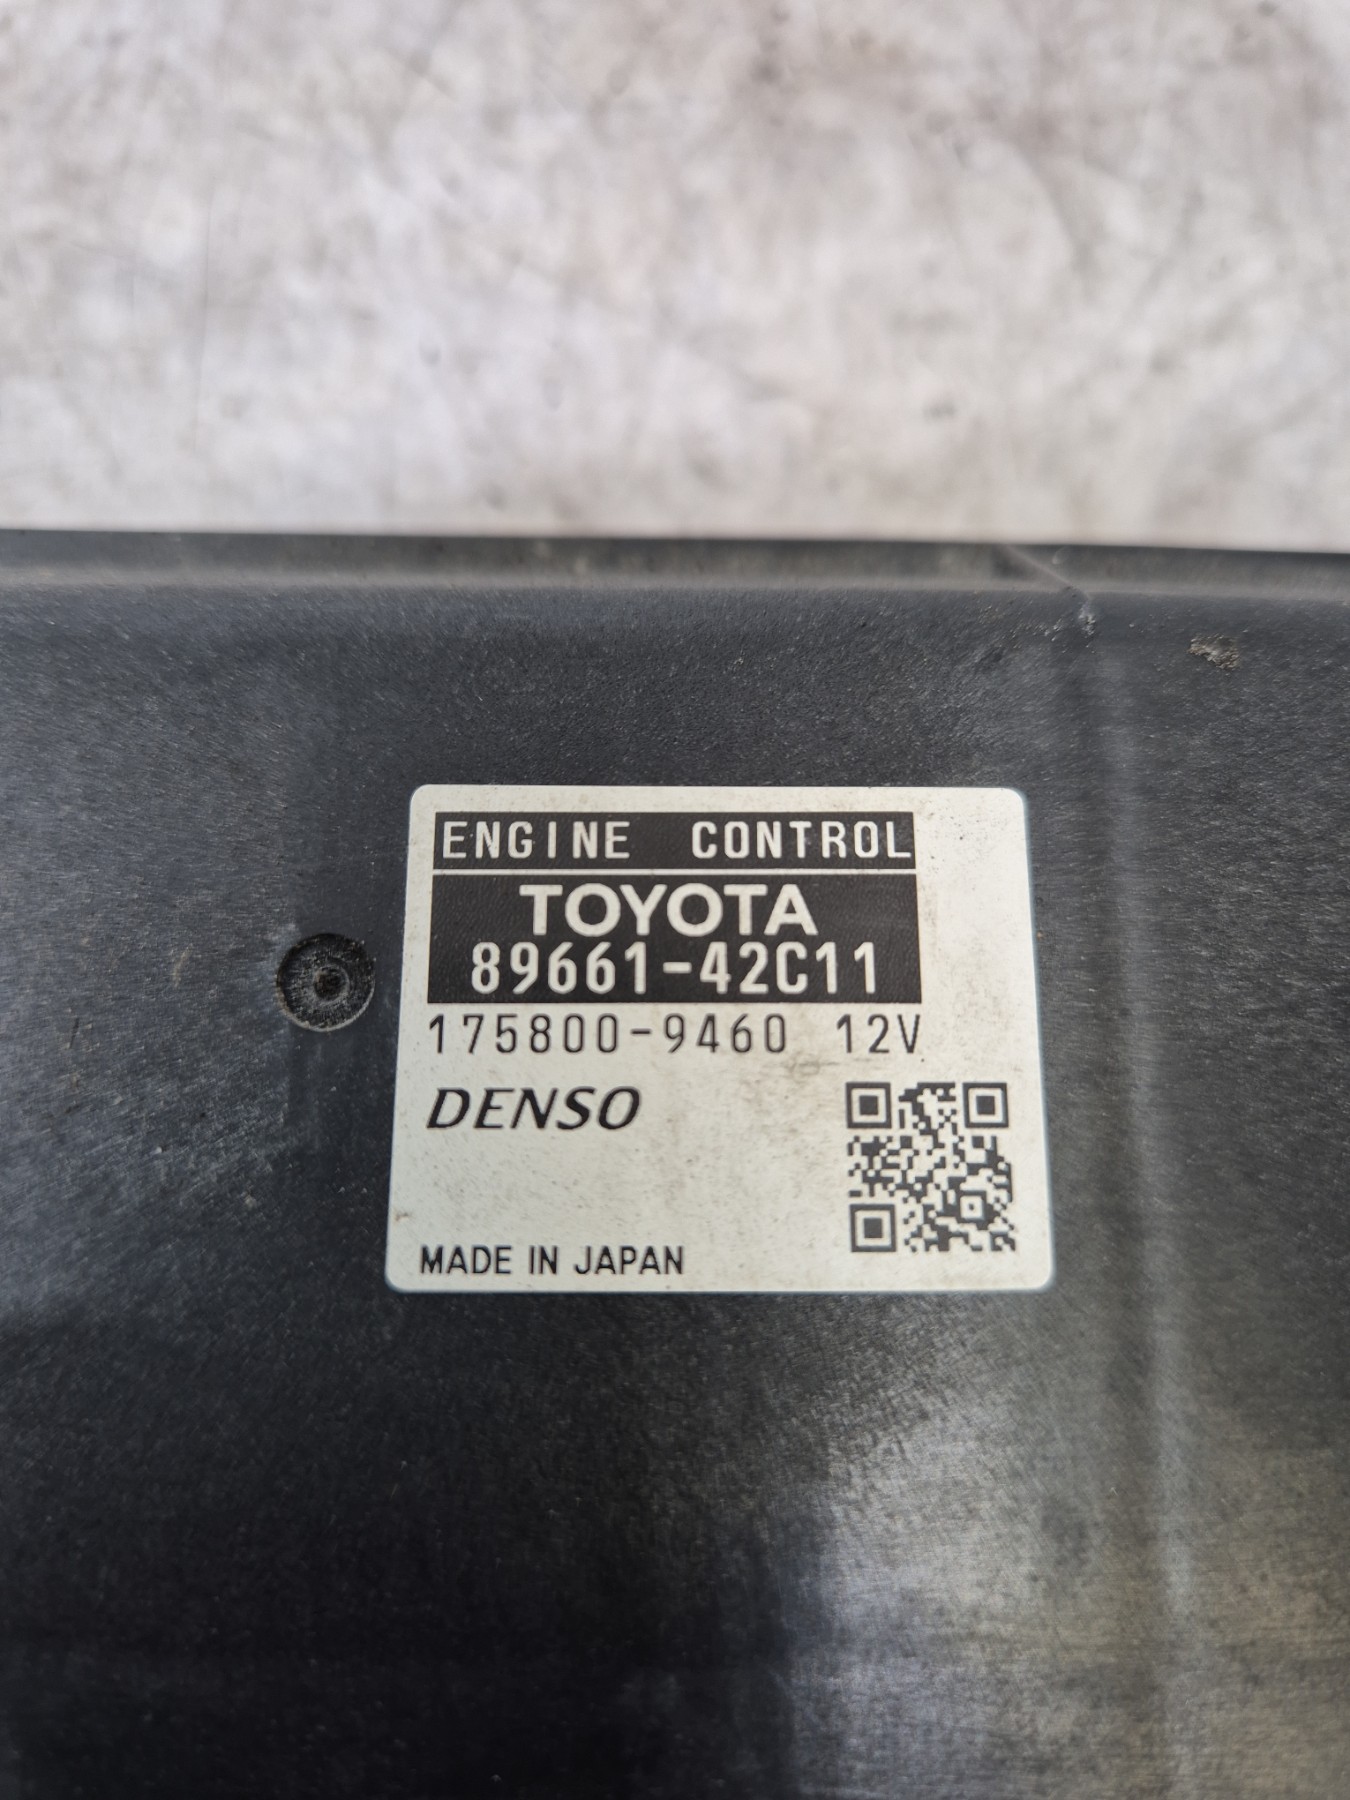 ENGINE CONTROL
TOYOTA
89661-42C11
175800-9460 12V
DENSO
MADE IN JAPAN